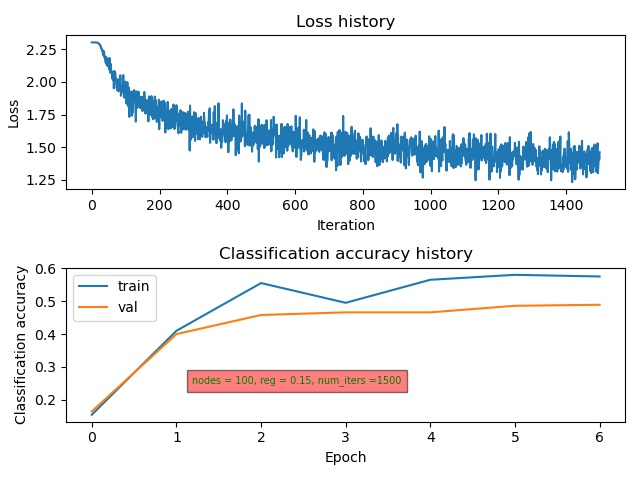 Loss history
2.25
2.00
1.75
1.50
1.25
Loss
0 200 400 600 800 1000 1200 1400
Iteration
Classification accuracy history
0.6
0.5
0.4
0.3
0.2
Classification accuracy
train
val
nodes = 100, reg = 0.15, num_iters =1500
0 1 2 3 4 5 6
Epoch